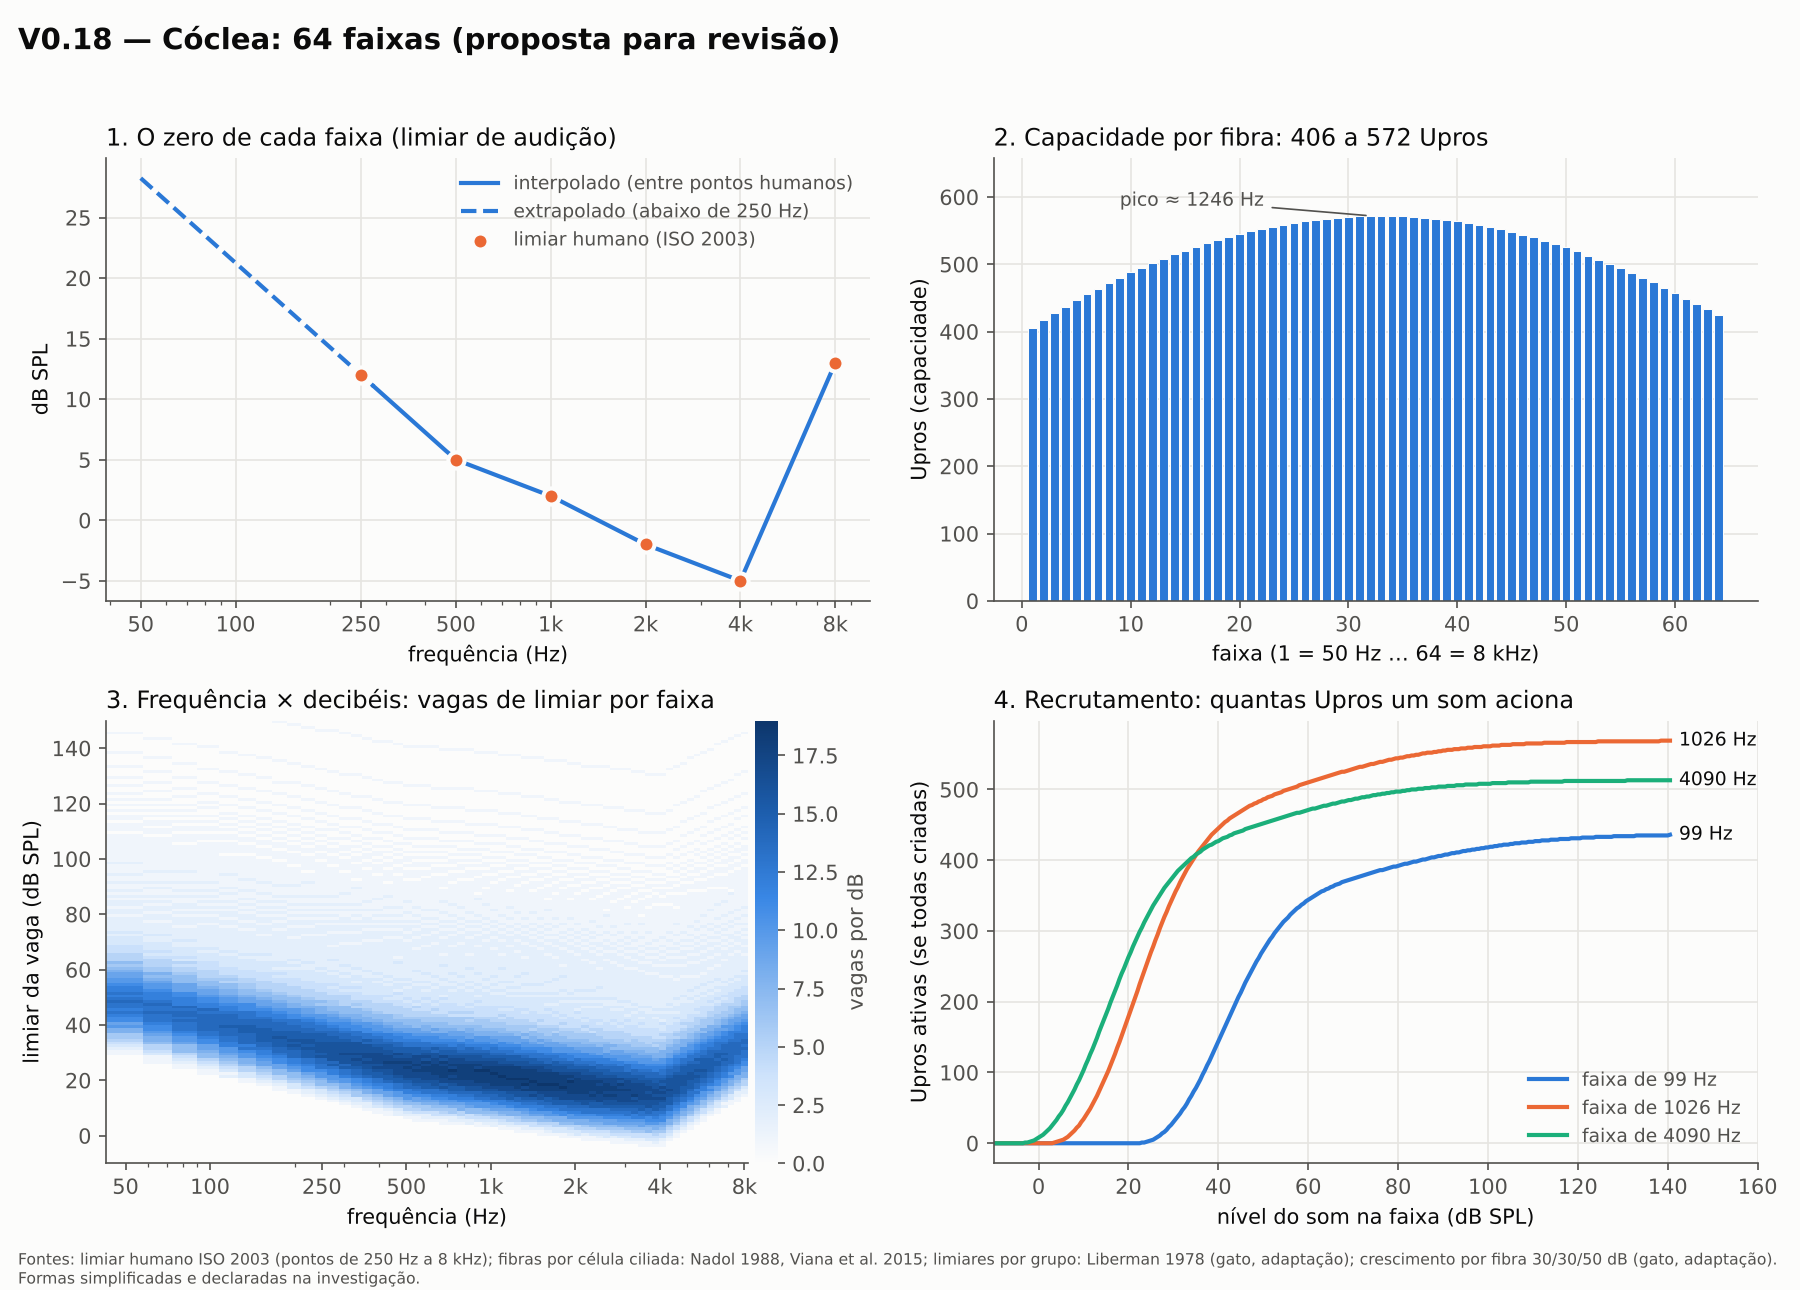 V0.18 — Cóclea: 64 faixas (proposta para revisão)
1. O zero de cada faixa (limiar de audição)
interpolado (entre pontos humanos)
extrapolado (abaixo de 250 Hz)
limiar humano (ISO 2003)
dB SPL
25
20
15
10
5
0
−5
50 100 250 500 1k 2k 4k 8k
frequência (Hz)
2. Capacidade por fibra: 406 a 572 Upros
pico ≈ 1246 Hz
Upros (capacidade)
600
500
400
300
200
100
0
0 10 20 30 40 50 60
faixa (1 = 50 Hz ... 64 = 8 kHz)
3. Frequência × decibéis: vagas de limiar por faixa
limiar da vaga (dB SPL)
140
120
100
80
60
40
20
0
50 100 250 500 1k 2k 4k 8k
frequência (Hz)
17.5
15.0
12.5
10.0
7.5
5.0
2.5
0.0
vagas por dB
4. Recrutamento: quantas Upros um som aciona
Upros ativas (se todas criadas)
500
400
300
200
100
0
1026 Hz
4090 Hz
99 Hz
faixa de 99 Hz
faixa de 1026 Hz
faixa de 4090 Hz
0 20 40 60 80 100 120 140 160
nível do som na faixa (dB SPL)
Fontes: limiar humano ISO 2003 (pontos de 250 Hz a 8 kHz); fibras por célula ciliada: Nadol 1988, Viana et al. 2015; limiares por grupo: Liberman 1978 (gato, adaptação); crescimento por fibra 30/30/50 dB (gato, adaptação).
Formas simplificadas e declaradas na investigação.